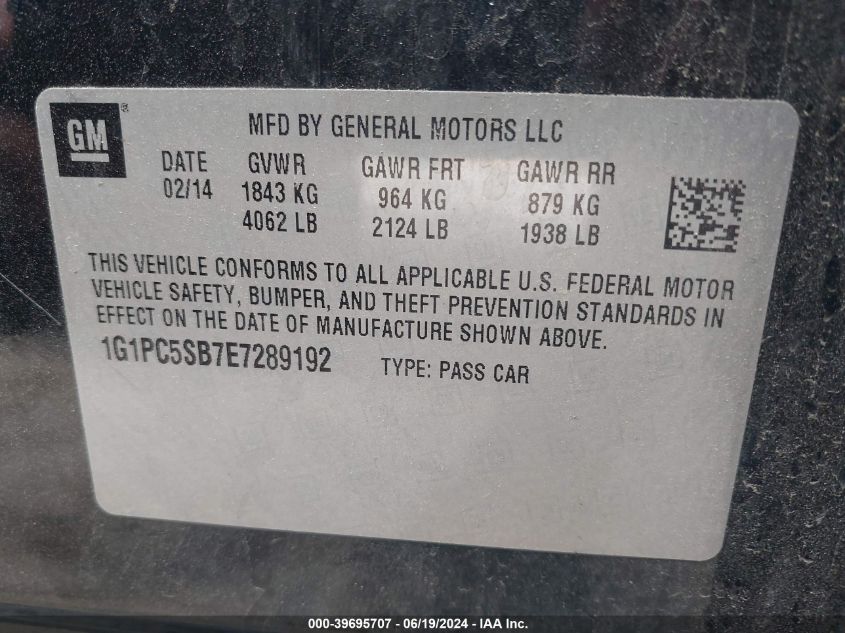 GM ®
MFD BY GENERAL MOTORS LLC
DATE GVWR GAWR FRT GAWR RR
02/14 1843 KG 964 KG 879 KG
4062 LB 2124 LB 1938 LB
THIS VEHICLE CONFORMS TO ALL APPLICABLE U.S. FEDERAL MOTOR
VEHICLE SAFETY, BUMPER, AND THEFT PREVENTION STANDARDS IN
EFFECT ON THE DATE OF MANUFACTURE SHOWN ABOVE.
1G1PC5SB7E7289192 TYPE: PASS CAR
000-39695707 - 06/19/2024 - IAA Inc.